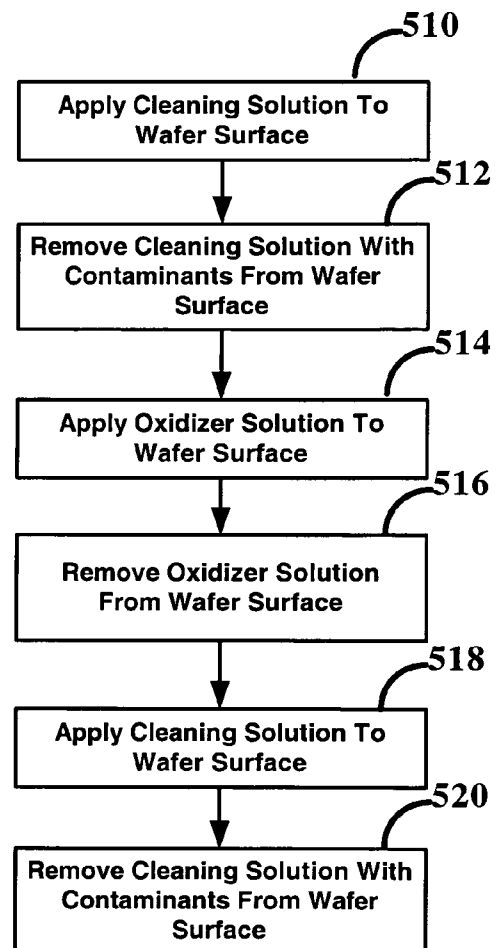 510
Apply Cleaning Solution To
Wafer Surface
512
Remove Cleaning Solution With
Contaminants From Wafer
Surface
514
Apply Oxidizer Solution To
Wafer Surface
516
Remove Oxidizer Solution
From Wafer Surface
518
Apply Cleaning Solution To
Wafer Surface
520
Remove Cleaning Solution With
Contaminants From Wafer
Surface